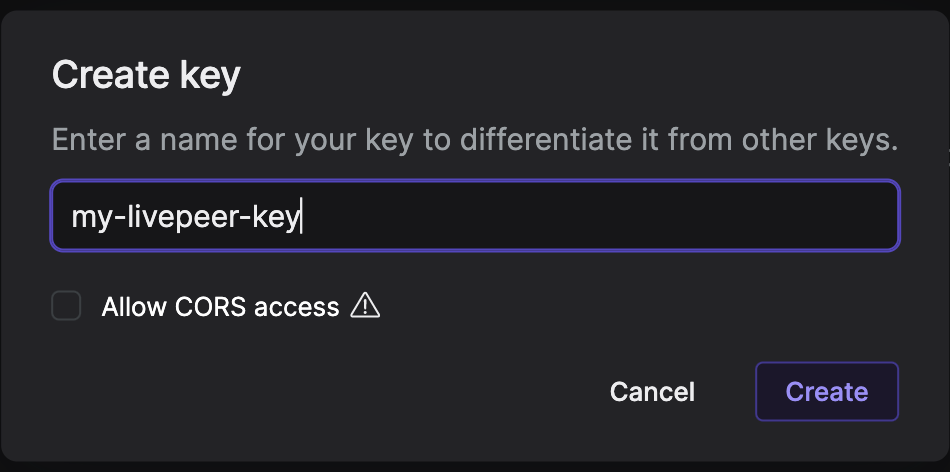 Create key
Enter a name for your key to differentiate it from other keys.
my-livepeer-key
Allow CORS access
Cancel
Create